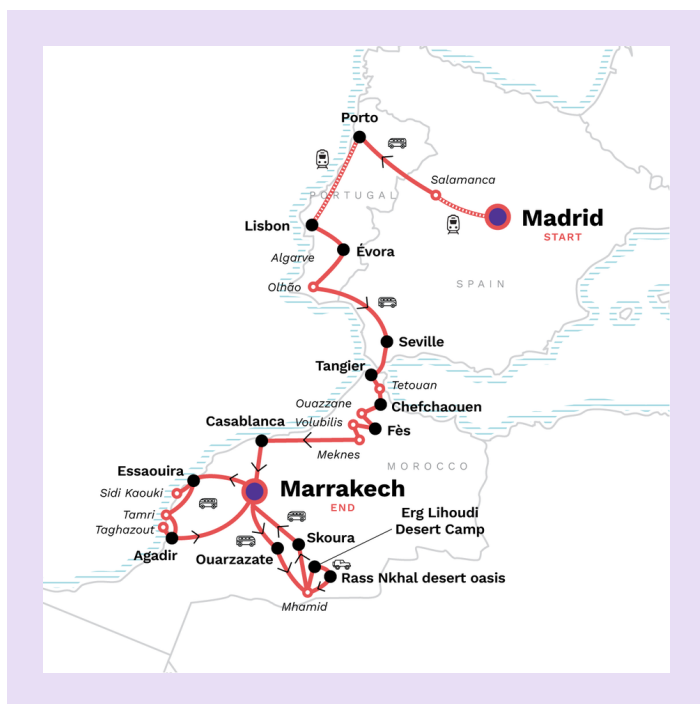 Porto
Salamanca
PORTUGAL
Madrid
START
Lisbon
Évora
Algarve
Olhão
SPAIN
Seville
Tangier
Tetouan
Ouazzane
Chefchaouen
Casablanca
Volubilis
Fès
Meknes
MOROCCO
Essaouira
Marrakech
Sidi Kaouki
END
Tamri
Erg Lihoudi
Desert Camp
Taghazout
Skoura
Agadir
Ouarzazate
Rass Nkhal desert oasis
Mhamid